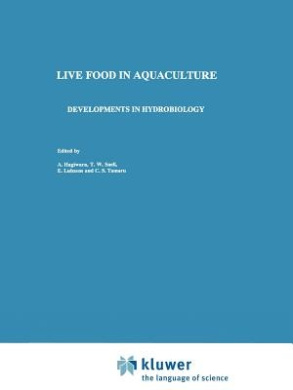 LIVE FOOD IN AQUACULTURE
DEVELOPMENTS IN HYDROBIOLOGY
Edited by
A. Hagiwara, T. W. Snell,
E. Lubzens and C. S. Tamaru
kluwer
the language of science